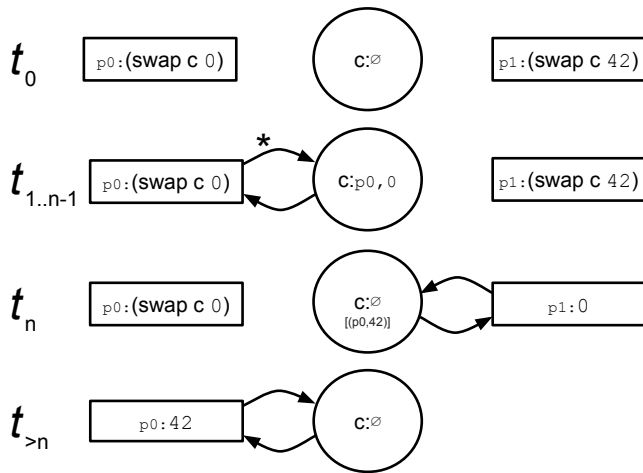 t0 p0:(swap c 0) c:∅ p1:(swap c 42)
*
t1..n-1 p0:(swap c 0) c:p0,0 p1:(swap c 42)
tn p0:(swap c 0) c:∅ p1:0
[(p0,42)]
t>n p0:42 c:∅